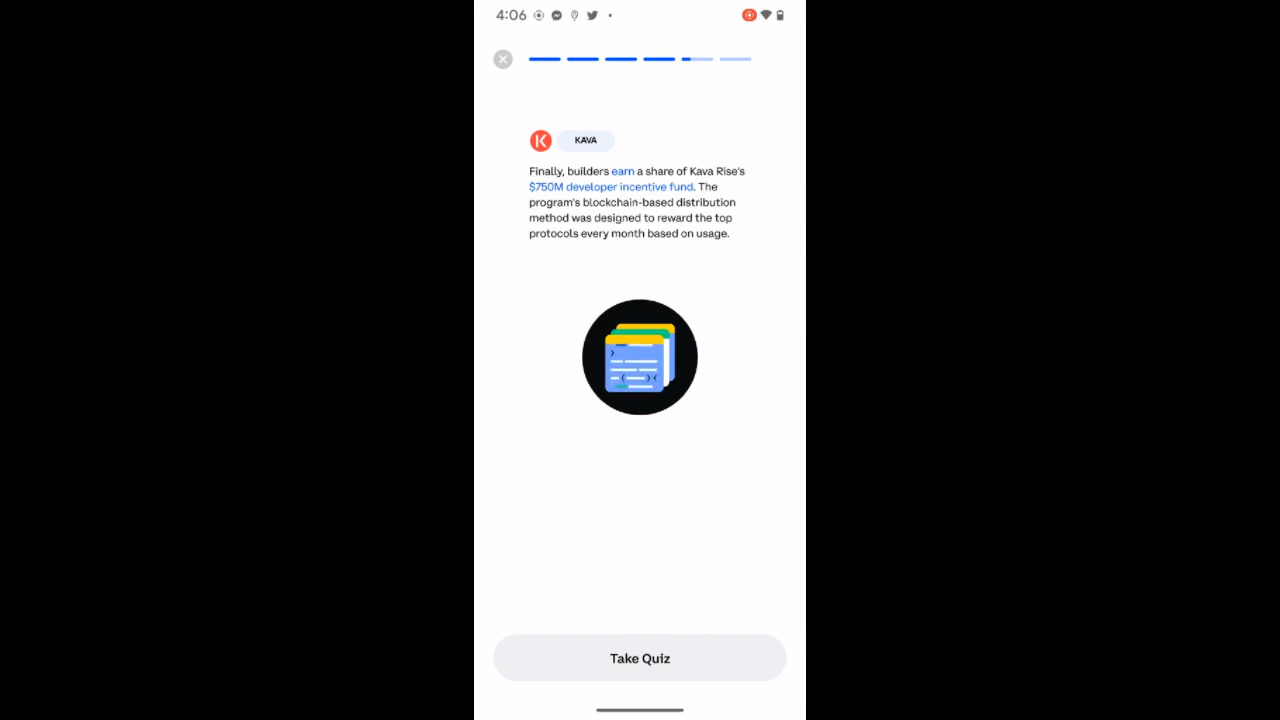 4:06
KAVA
Finally, builders earn a share of Kava Rise's
$750M developer incentive fund. The
program's blockchain-based distribution
method was designed to reward the top
protocols every month based on usage.
Take Quiz